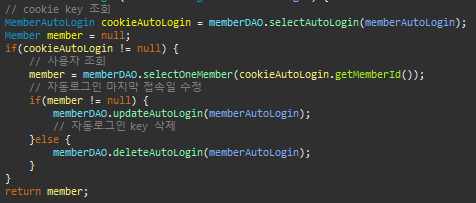 // cookie key 조회
MemberAutoLogin cookieAutoLogin = memberDAO.selectAutoLogin(memberAutoLogin);
Member member = null;
if(cookieAutoLogin != null) {
// 사용자 조회
member = memberDAO.selectOneMember(cookieAutoLogin.getMemberId());
// 자동로그인 마지막 접속일 수정
if(member != null) {
memberDAO.updateAutoLogin(memberAutoLogin);
// 자동로그인 key 삭제
}else {
memberDAO.deleteAutoLogin(memberAutoLogin);
}
}
return member;